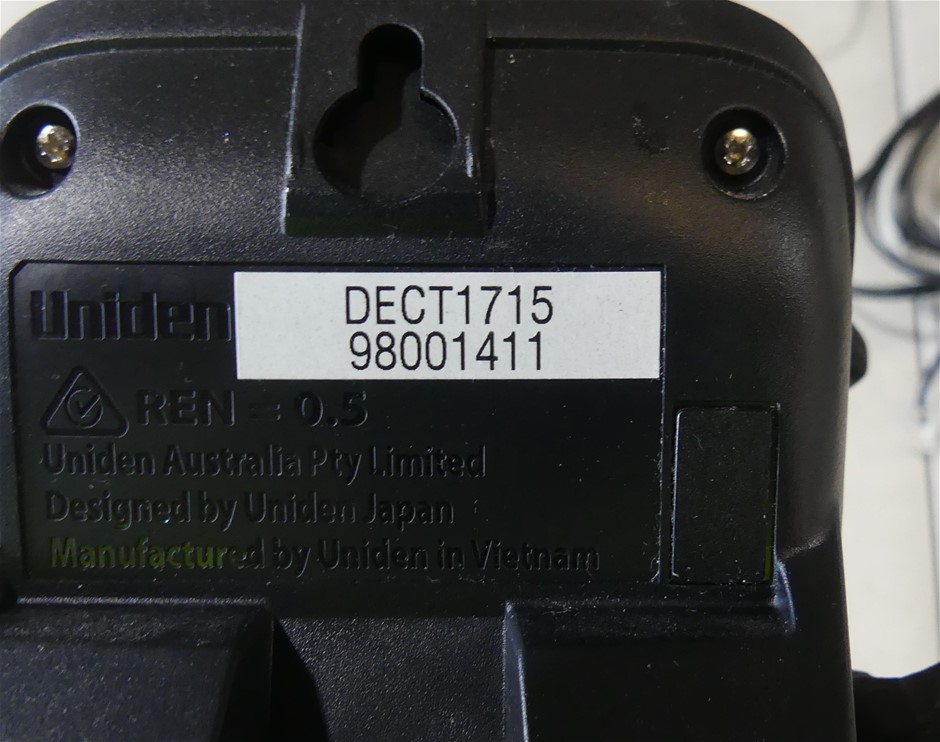 Uniden
DECT1715
98001411
REN = 0.5
Uniden Australia Pty Limited
Designed by Uniden Japan
Manufactured by Uniden in Vietnam